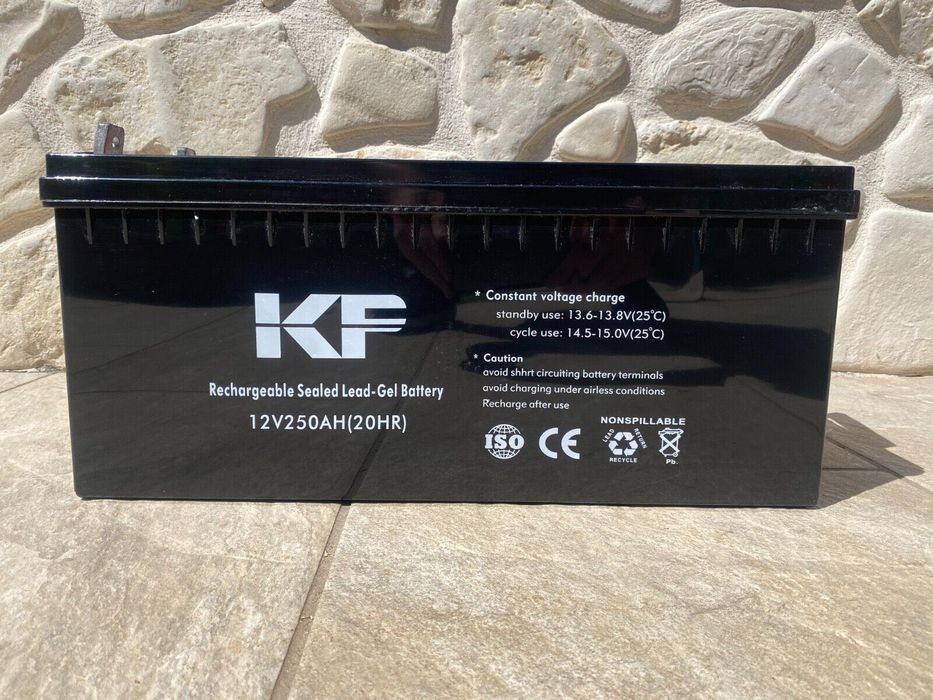 KF
Rechargeable Sealed Lead-Gel Battery
12V250AH(20HR)
* Constant voltage charge
standby use: 13.6-13.8V(25°C)
cycle use: 14.5-15.0V(25°C)
* Caution
avoid shhrt circuiting battery terminals
avoid charging under airless conditions
Recharge after use
ISO
CE
NONSPILLABLE
LEAD RETURN
RECYCLE
Pb.